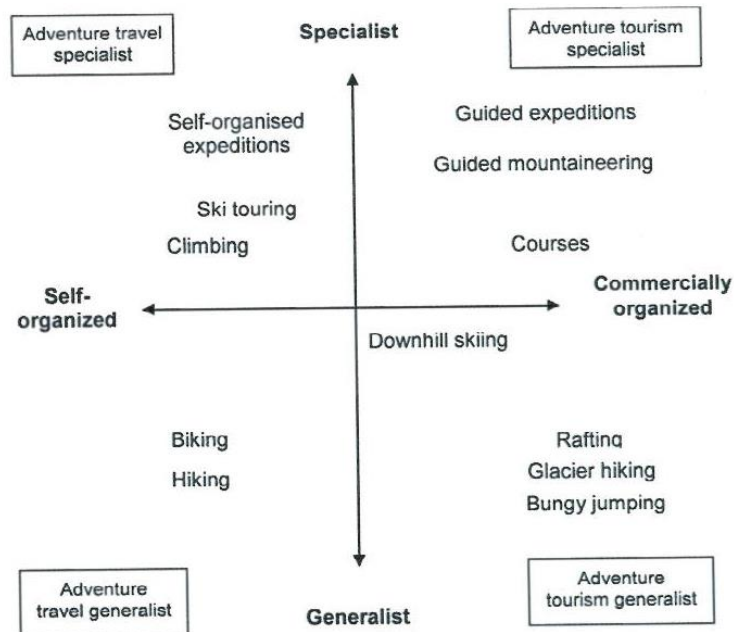 Adventure travel
specialist
Specialist
Adventure tourism
specialist
Self-organised
expeditions
Guided expeditions
Guided mountaineering
Ski touring
Climbing
Courses
Self-
organized
Commercially
organized
Downhill skiing
Biking
Hiking
Rafting
Glacier hiking
Bungy jumping
Adventure
travel generalist
Generalist
Adventure
tourism generalist